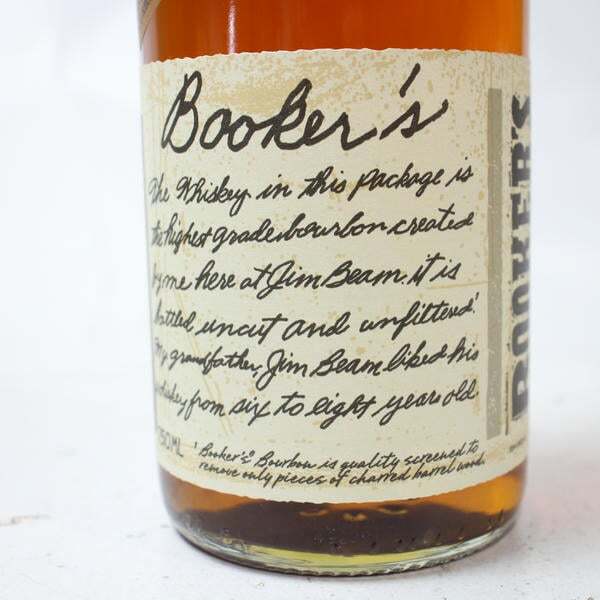 Booker's
The Whiskey in this package is
the highest grade bourbon created
by me here at Jim Beam. it is
bottled uncut and unfiltered.¹
My grandfather, Jim Beam liked his
whiskey from six to eight years old.
750ML
¹ Booker's® Bourbon is quality screened to
remove only pieces of charred barrel wood.
BOOKER'S